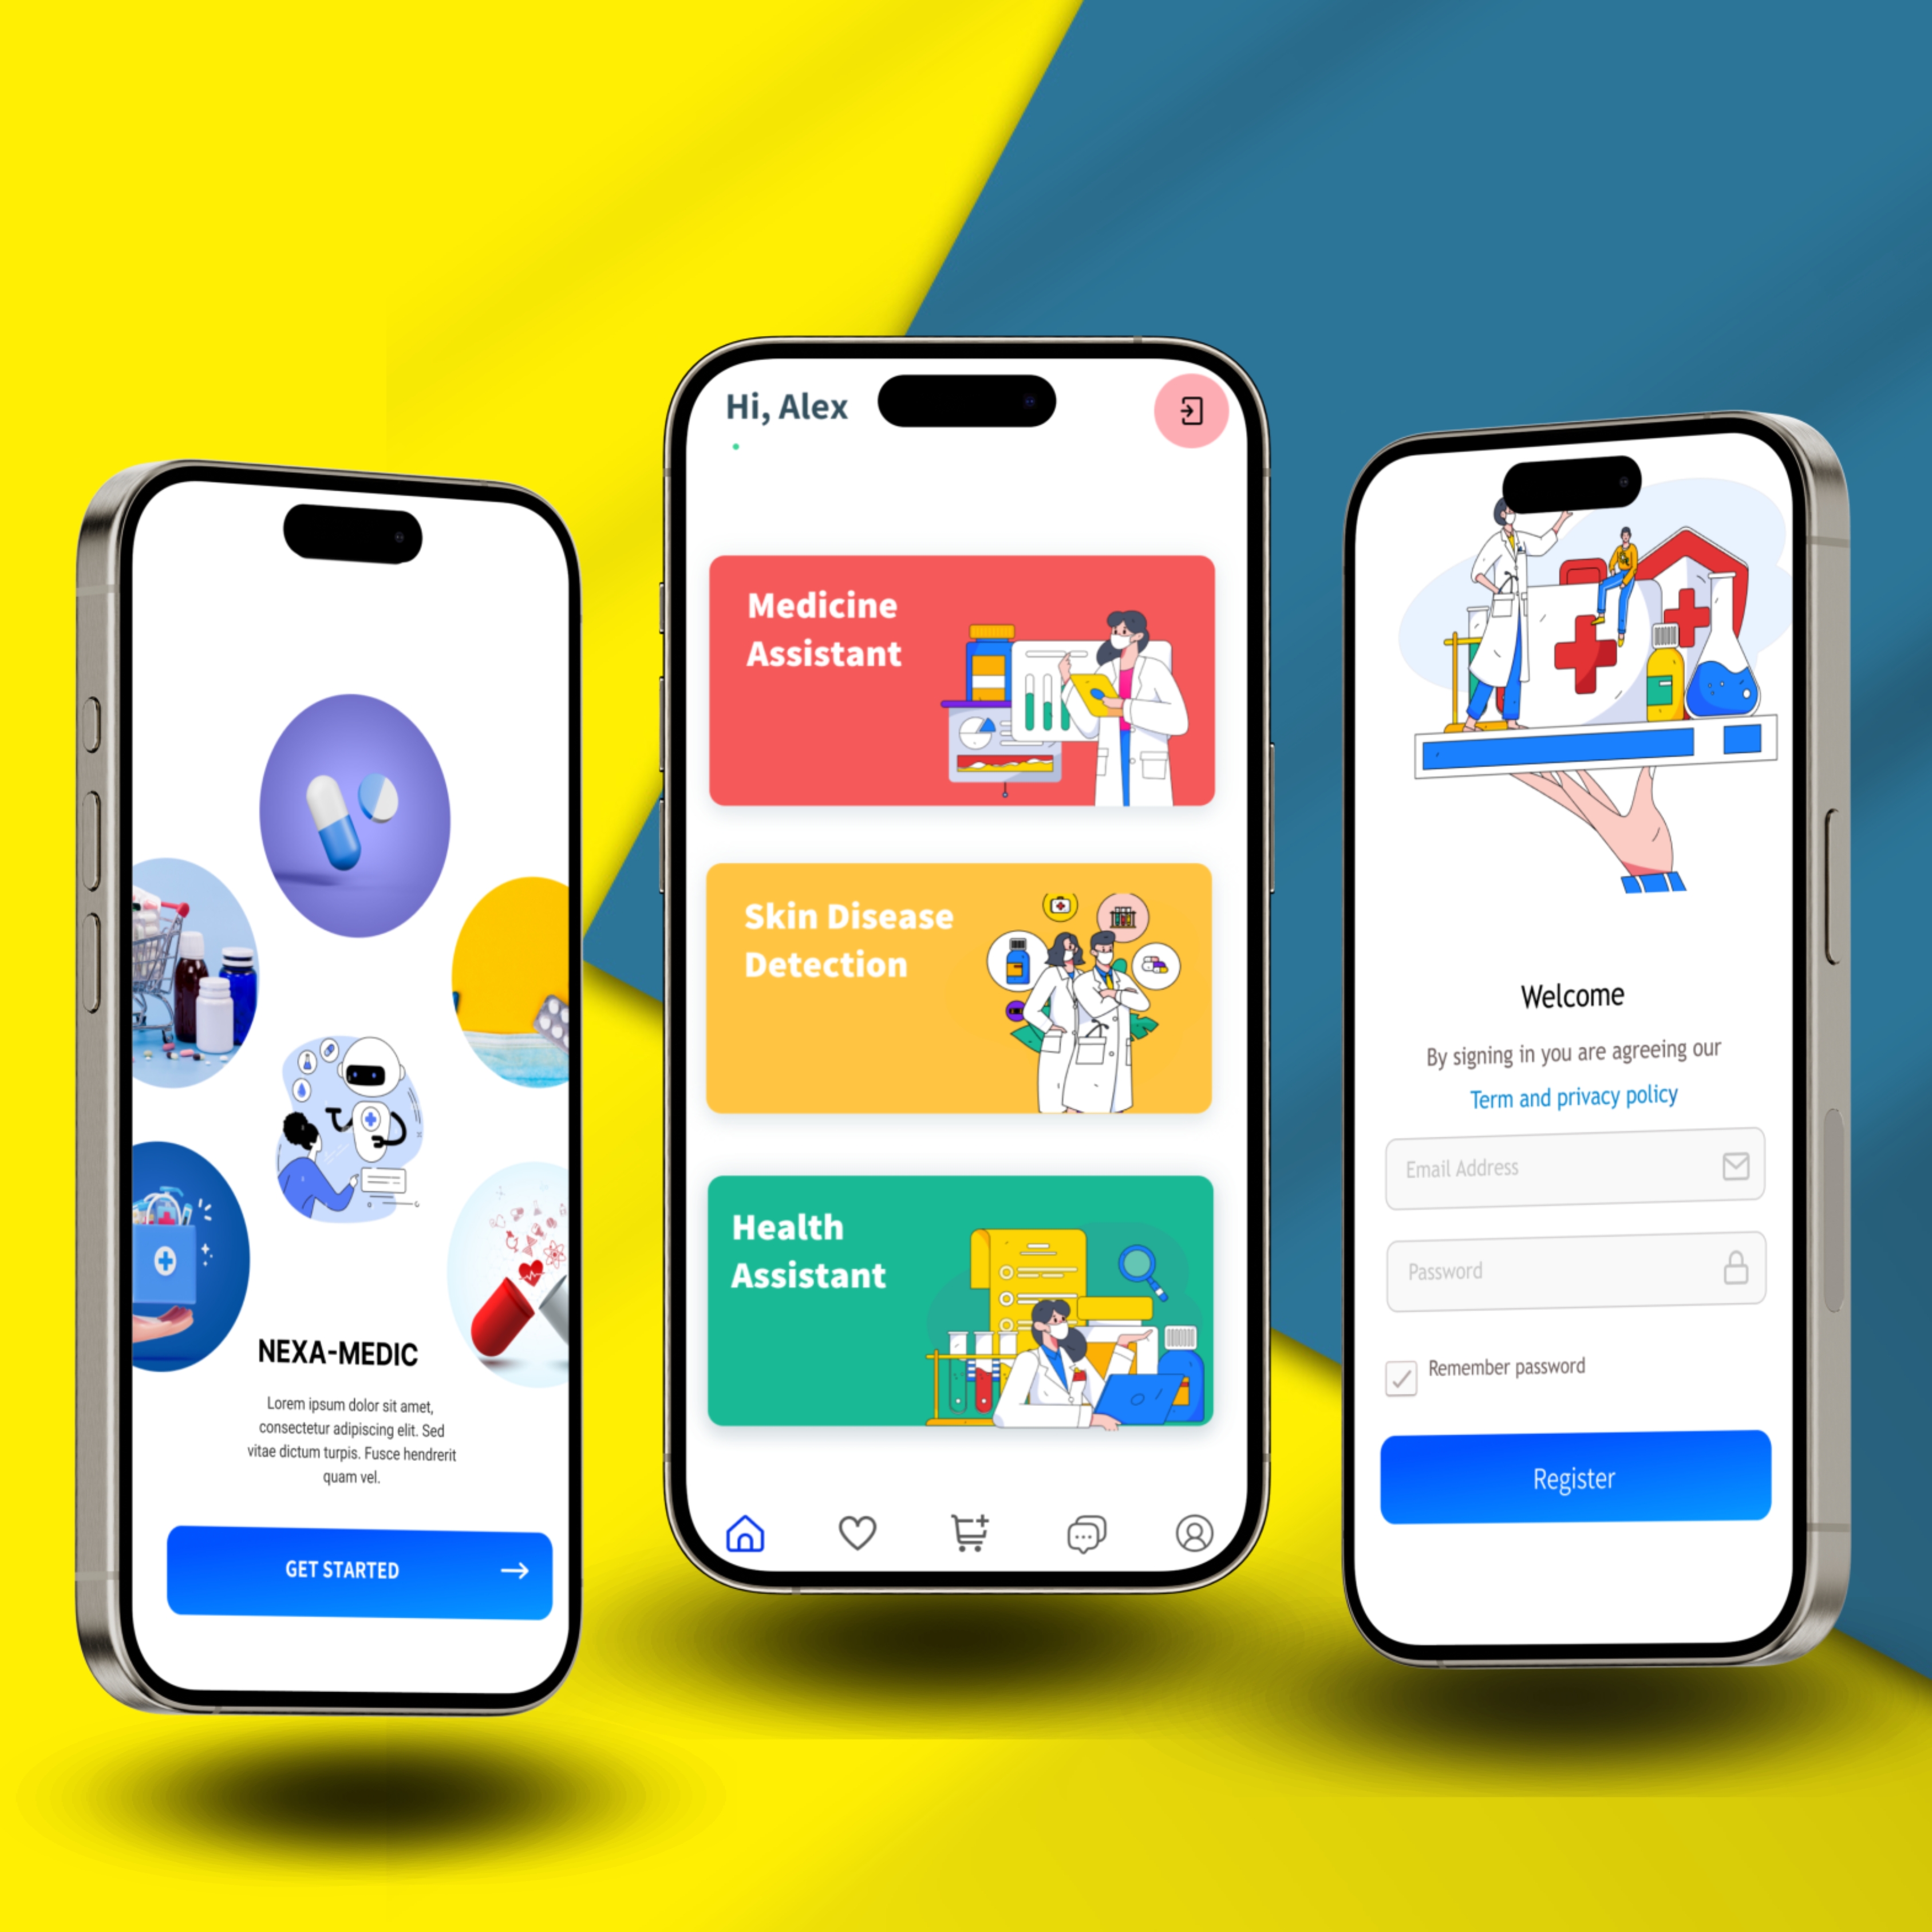 NEXA-MEDIC
Lorem ipsum dolor sit amet,
consectetur adipiscing elit. Sed
vitae dictum turpis. Fusce hendrerit
quam vel.
GET STARTED
Hi, Alex
Medicine
Assistant
Skin Disease
Detection
Health
Assistant
Welcome
By signing in you are agreeing our
Term and privacy policy
Email Address
Password
Remember password
Register